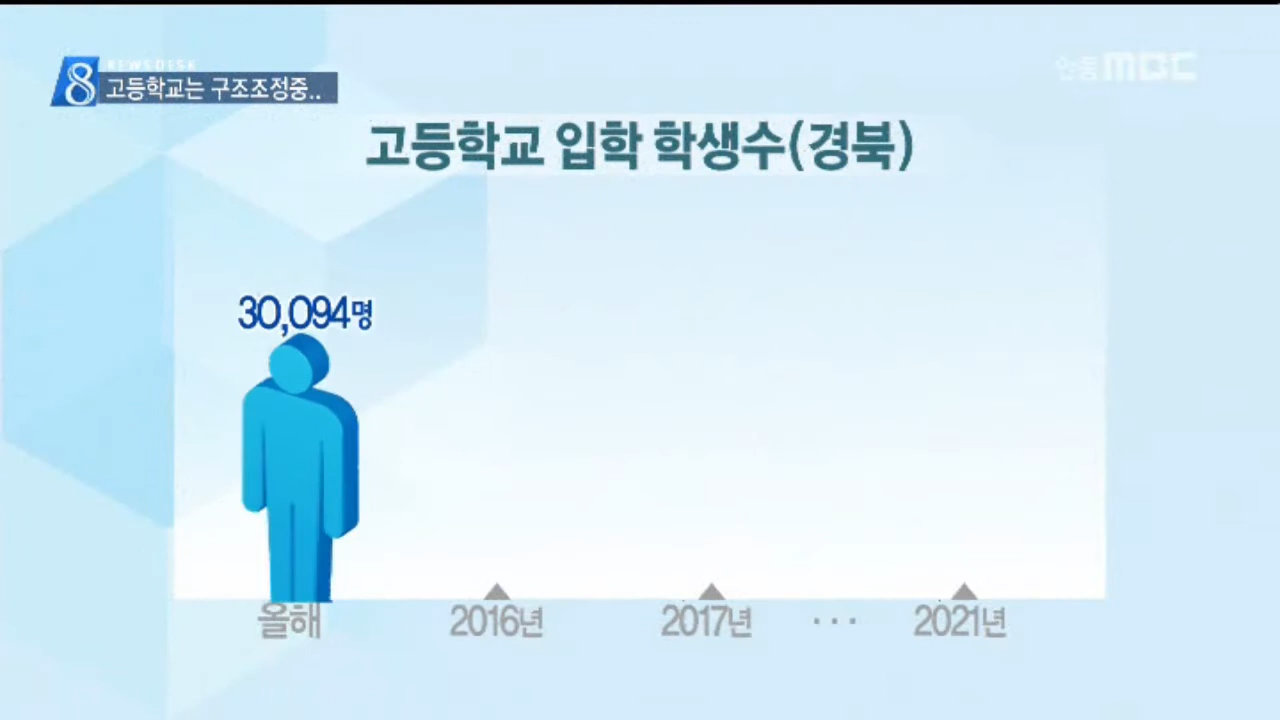 NEWSDESK
8 고등학교는 구조조정중..
안동MBC
고등학교 입학 학생수(경북)
30,094명
올해 2016년 2017년 ··· 2021년